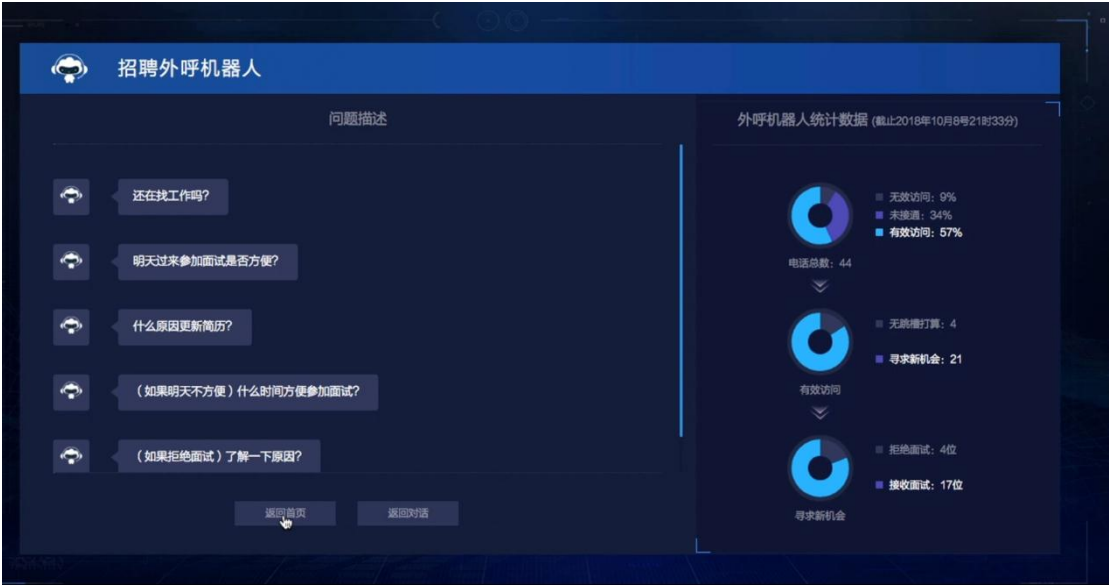 招聘外呼机器人
问题描述
还在找工作吗?
明天过来参加面试是否方便?
什么原因更新简历?
（如果明天不方便）什么时间方便参加面试?
（如果拒绝面试）了解一下原因?
返回首页
返回对话
外呼机器人统计数据 (截止2018年10月8号21时33分)
无效访问: 9%
未接通: 34%
有效访问: 57%
电话总数: 44
无跳槽打算: 4
寻求新机会: 21
有效访问
拒绝面试: 4位
接收面试: 17位
寻求新机会